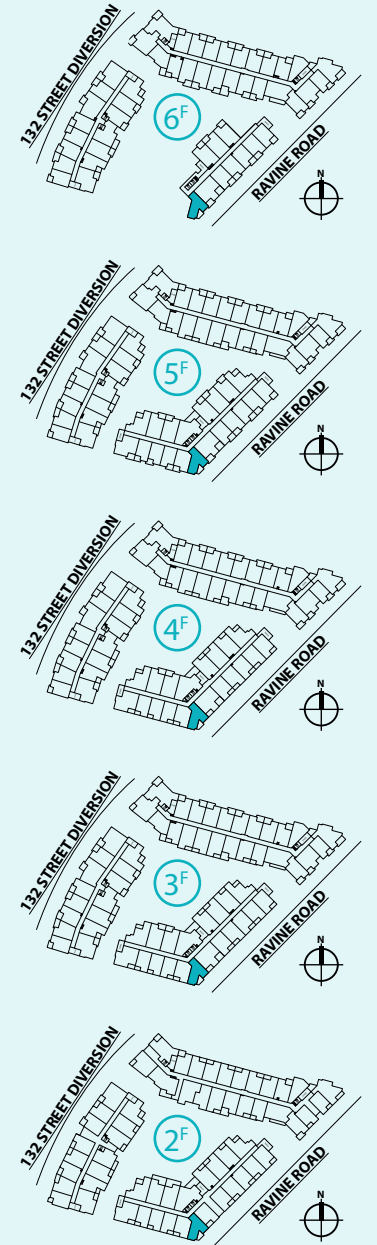 132 STREET DIVERSION
6F
RAVINE ROAD
N
132 STREET DIVERSION
5F
RAVINE ROAD
N
132 STREET DIVERSION
4F
RAVINE ROAD
N
132 STREET DIVERSION
3F
RAVINE ROAD
N
132 STREET DIVERSION
2F
RAVINE ROAD
N